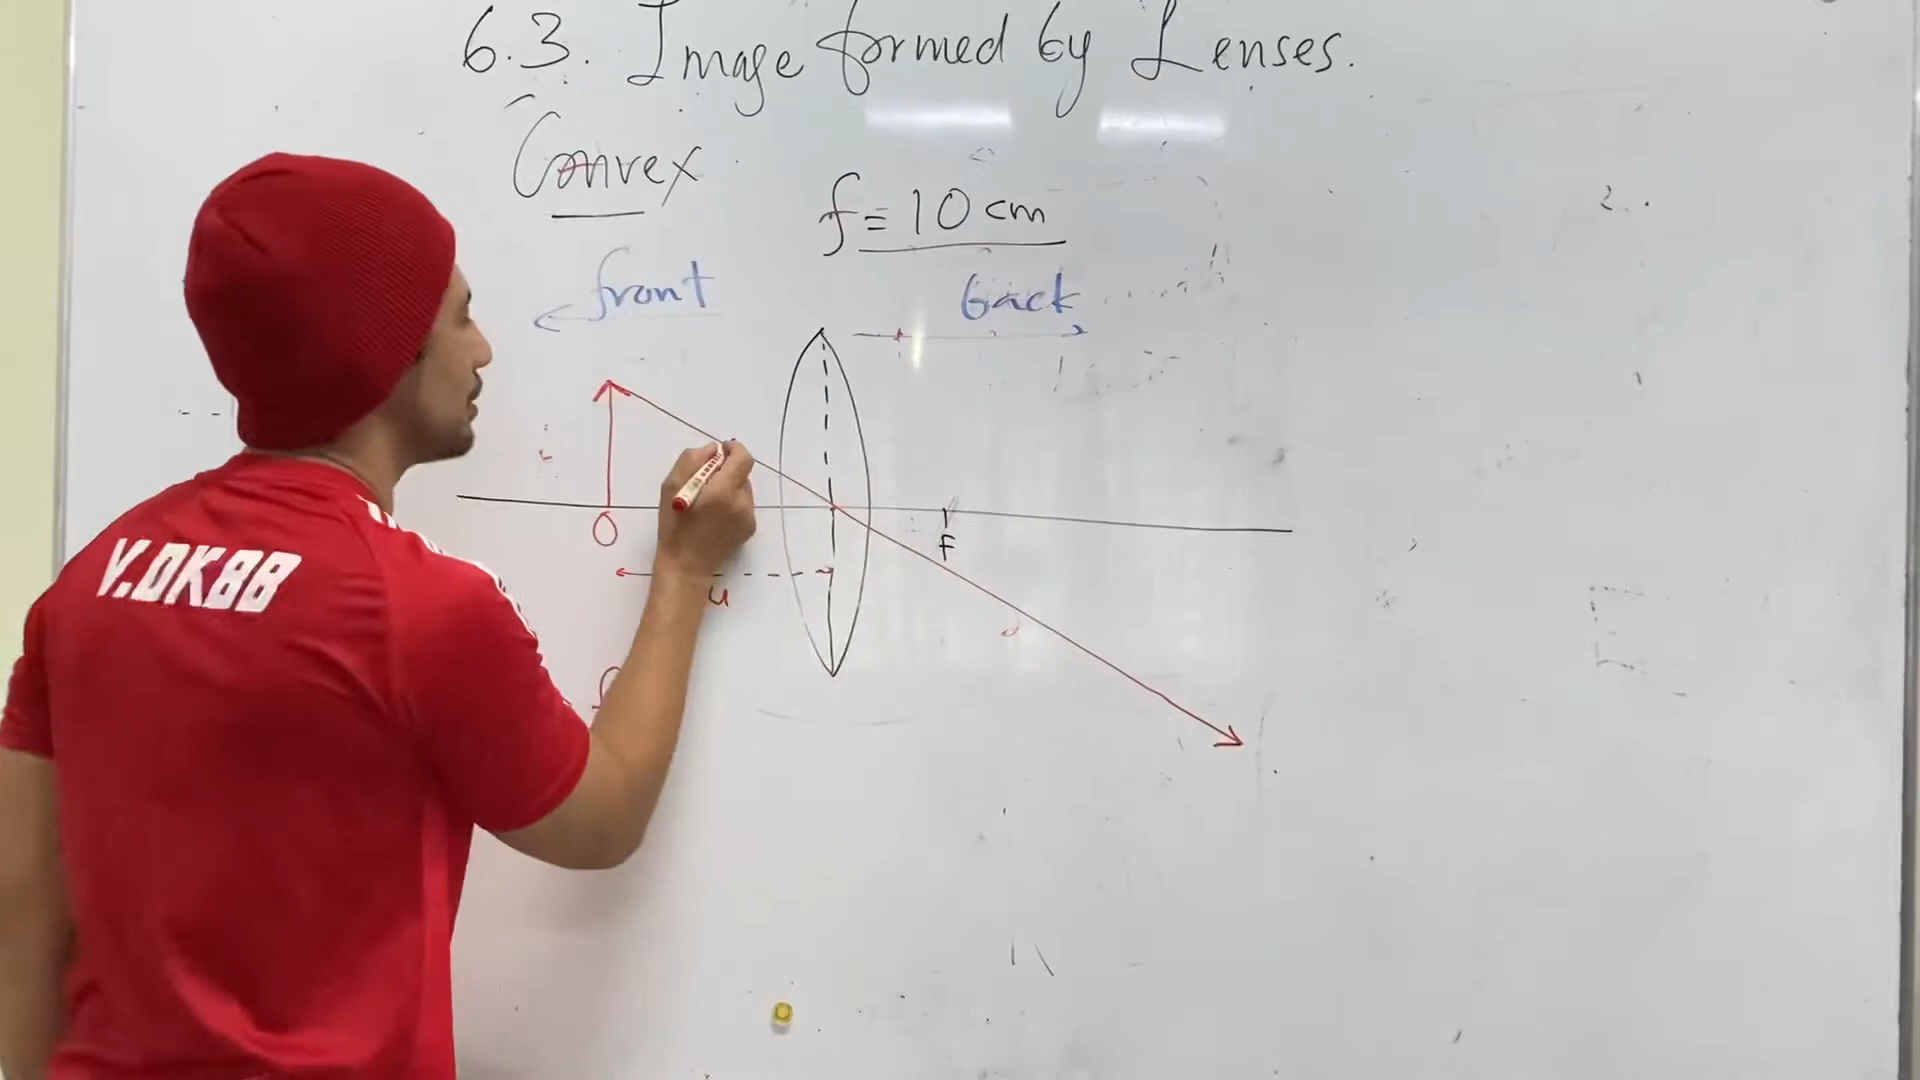 6.3. Image formed by Lenses.
Convex
f = 10 cm
front
back
O
F
u
V.DK88